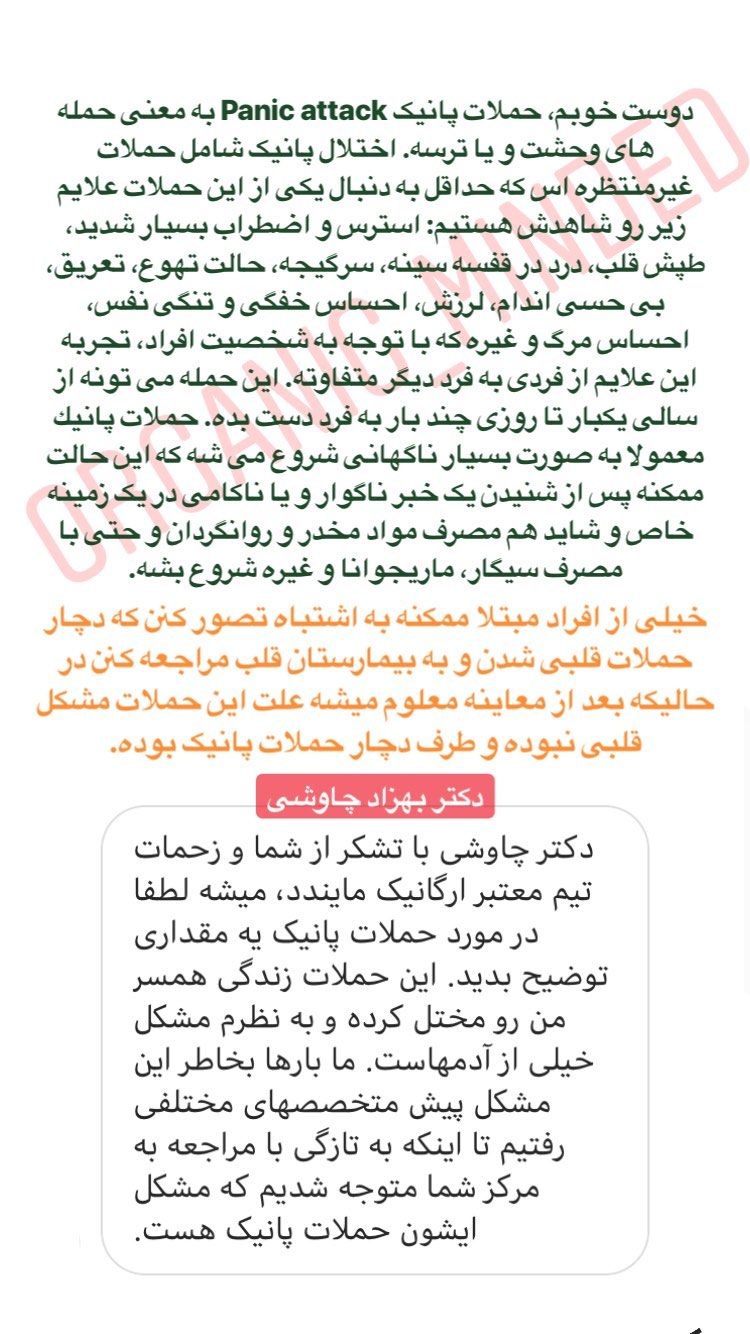 دوست خوبم، حملات پانیک Panic attack به معنی حمله
های وحشت و یا ترسه. اختلال پانیک شامل حملات
غیرمنتظره اس که حداقل به دنبال یکی از این حملات علایم
زیر رو شاهدش هستیم: استرس و اضطراب بسیار شدید،
طپش قلب، درد در قفسه سینه، سرگیجه، حالت تهوع، تعریق،
بی حسی اندام، لرزش، احساس خفگی و تنگی نفس،
احساس مرگ و غیره که با توجه به شخصیت افراد، تجربه
این علایم از فردی به فرد دیگر متفاوته. این حمله می تونه از
سالی یکبار تا روزی چند بار به فرد دست بده. حملات پانیك
معمولا به صورت بسیار ناگهانی شروع می شه که این حالت
ممکنه پس از شنیدن یک خبر ناگوار و یا ناکامی در یک زمینه
خاص و شاید هم مصرف مواد مخدر و روانگردان و حتی با
مصرف سیگار، ماریجوانا و غیره شروع بشه.
خیلی از افراد مبتلا ممکنه به اشتباه تصور کنن که دچار
حملات قلبی شدن و به بیمارستان قلب مراجعه کنن در
حالیکه بعد از معاینه معلوم میشه علت این حملات مشکل
قلبی نبوده و طرف دچار حملات پانیک بوده.
دکتر بهزاد چاوشی
دکتر چاوشی با تشکر از شما و زحمات
تیم معتبر ارگانیک مایندد، میشه لطفا
در مورد حملات پانیک یه مقداری
توضیح بدید. این حملات زندگی همسر
من رو مختل کرده و به نظرم مشکل
خیلی از آدمهاست. ما بارها بخاطر این
مشکل پیش متخصصهای مختلفی
رفتیم تا اینکه به تازگی با مراجعه به
مرکز شما متوجه شدیم که مشکل
ایشون حملات پانیک هست.
ORGANIC_MINDED